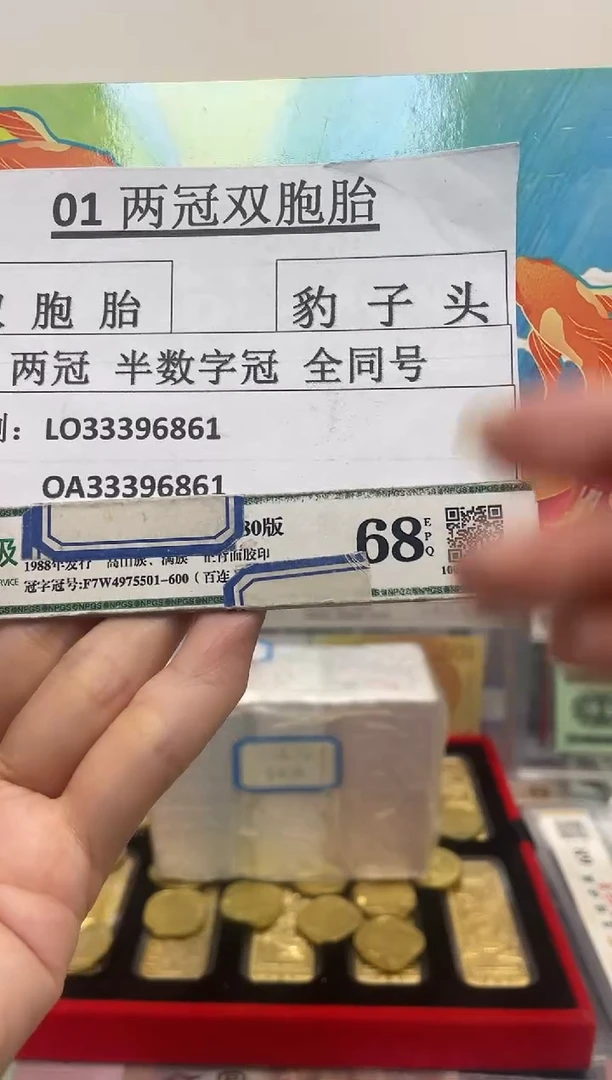 01 两冠双胞胎
胞 胎
豹 子 头
两冠 半数字冠 全同号
: LO33396861
OA33396861
80版
68
EPQ
1988年发行
冠字冠号:F7W4975501-600 (百连